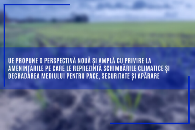 UE PROPUNE O PERSPECTIVĂ NOUĂ ȘI AMPLĂ CU PRIVIRE LA
AMENINȚĂRILE PE CARE LE REPREZINTĂ SCHIMBĂRILE CLIMATICE ȘI
DEGRADAREA MEDIULUI PENTRU PACE, SECURITATE ȘI APĂRARE